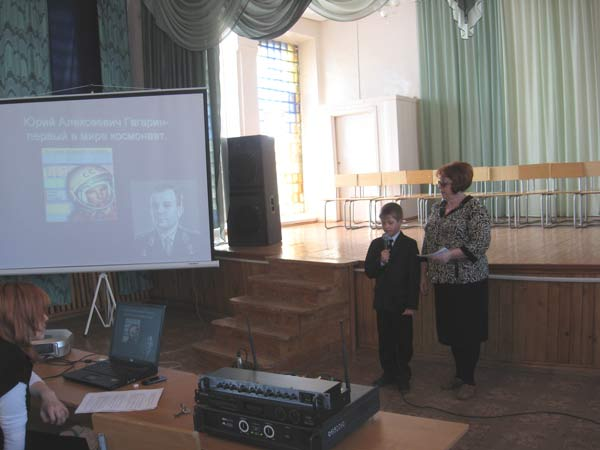 Юрий Алексеевич Гагарин-
первый в мире космонавт.